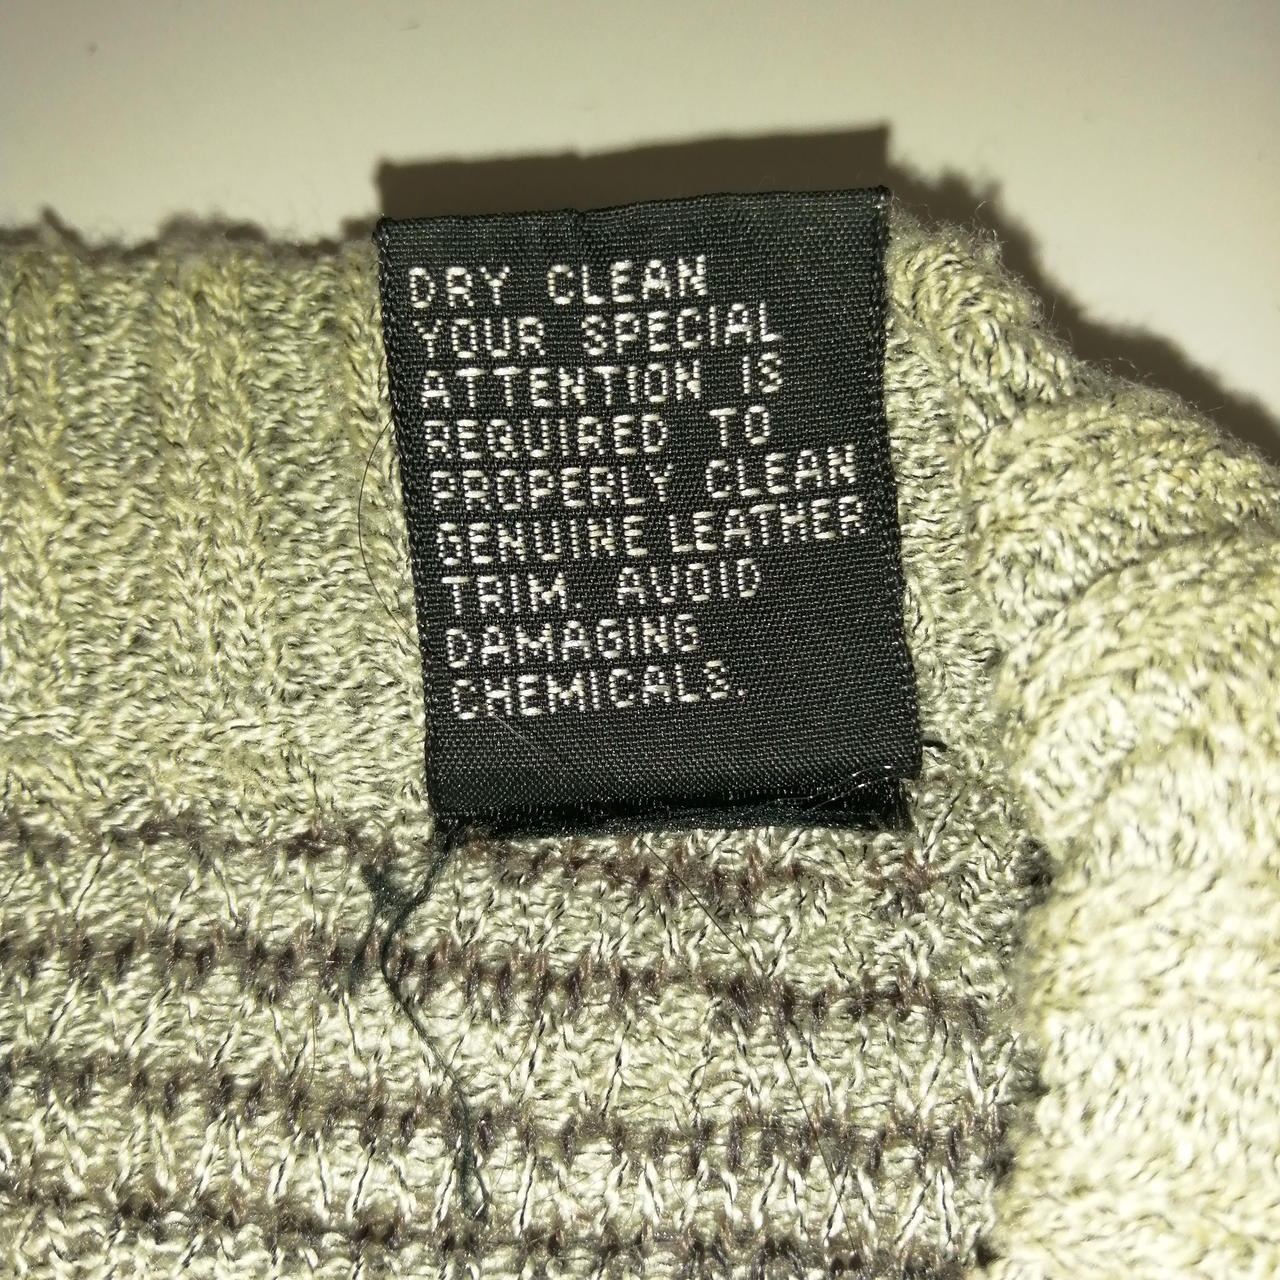 DRY CLEAN
YOUR SPECIAL
ATTENTION IS
REQUIRED TO
PROPERLY CLEAN
GENUINE LEATHER
TRIM. AVOID
DAMAGING
CHEMICALS.